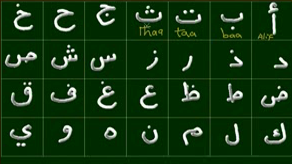 أ ب ت ث ج ح خ
Alif baa taa Thaa
د ذ ر ز س ش ص
ض ط ظ ع غ ف ق
ك ل م ن ه و ي